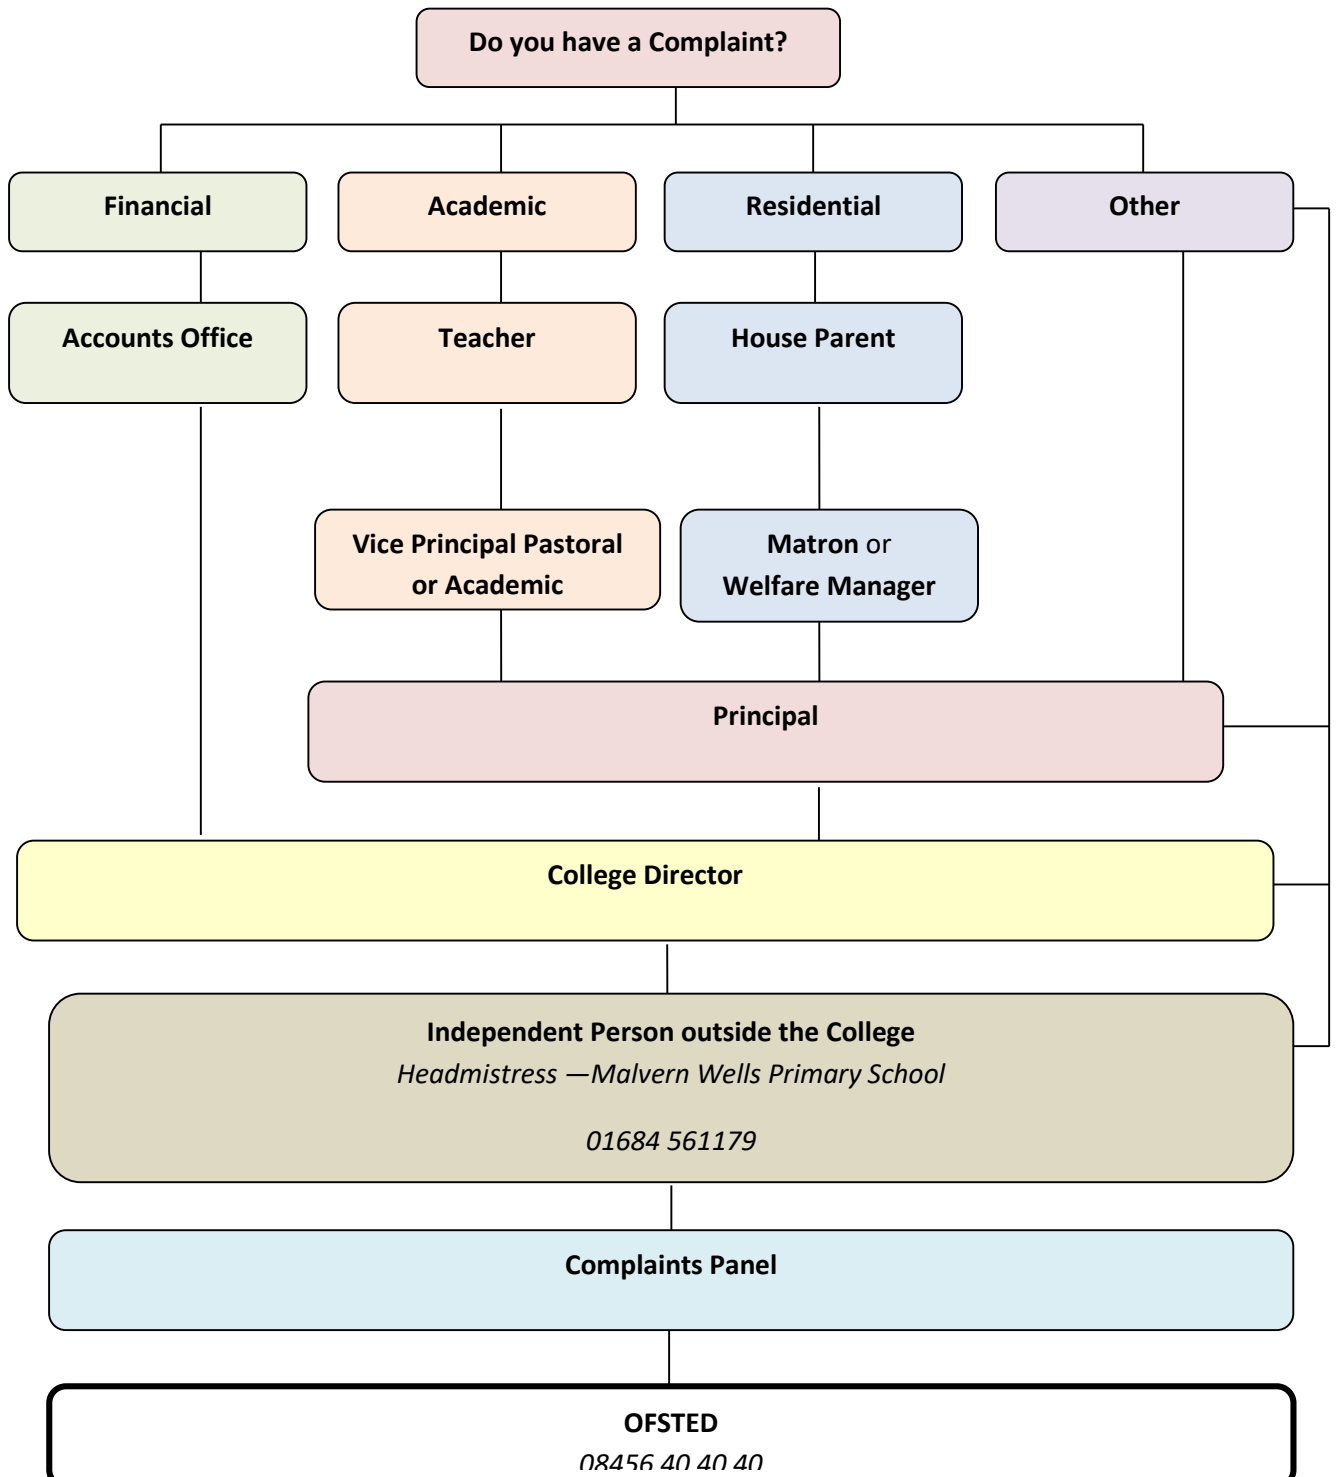 Do you have a Complaint?
Financial
Academic
Residential
Other
Accounts Office
Teacher
House Parent
Vice Principal Pastoral
or Academic
Matron or
Welfare Manager
Principal
College Director
Independent Person outside the College
Headmistress —Malvern Wells Primary School
01684 561179
Complaints Panel
OFSTED
08456 40 40 40